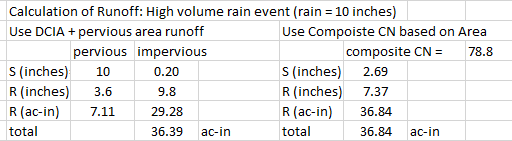 Calculation of Runoff: High volume rain event (rain = 10 inches)
Use DCIA + pervious area runoff Use Compoiste CN based on Area
pervious impervious composite CN = 78.8
S (inches) 10 0.20 S (inches) 2.69
R (inches) 3.6 9.8 R (inches) 7.37
R (ac-in) 7.11 29.28 R (ac-in) 36.84
total 36.39 ac-in total 36.84 ac-in